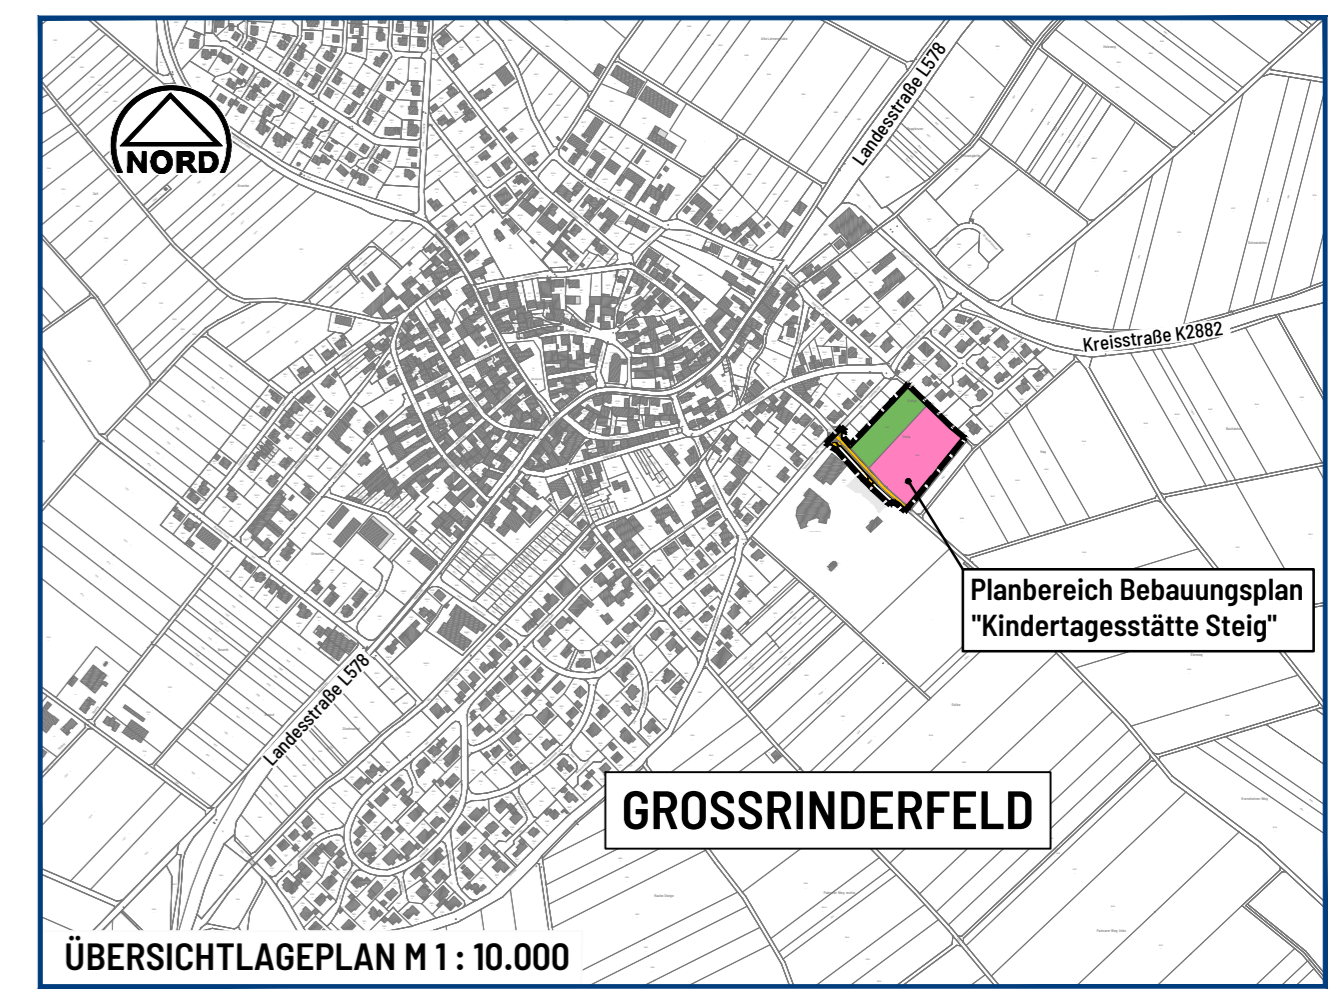 Landesstraße L578
NORD
Kreisstraße K2882
Planbereich Bebauungsplan
"Kindertagesstätte Steig"
Landesstraße L578
GROSSRINDERFELD
ÜBERSICHTLAGEPLAN M 1 : 10.000